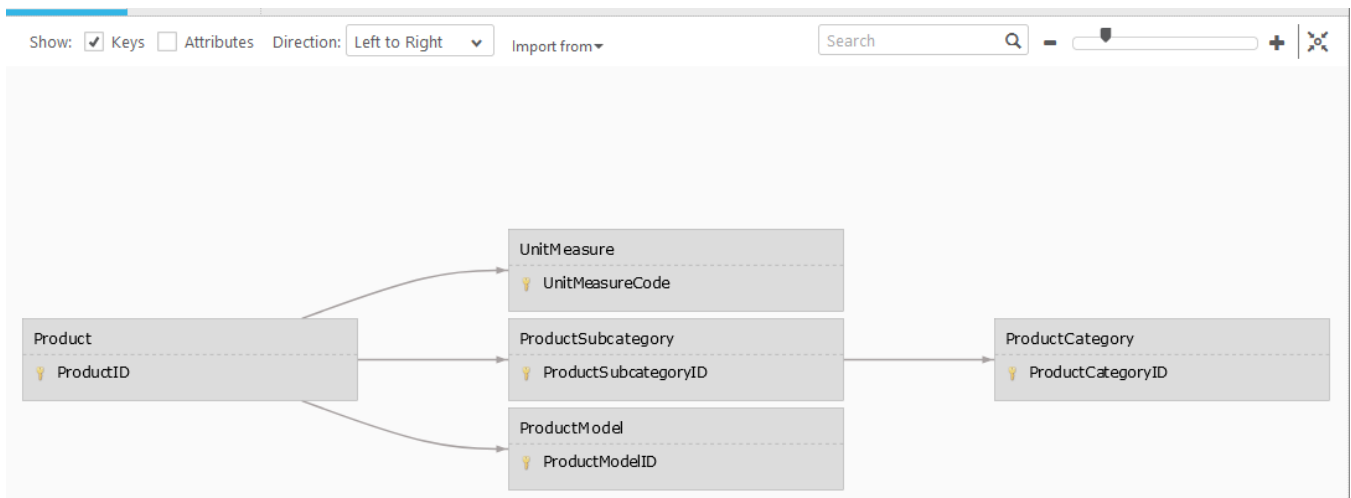 Show: Keys Attributes Direction: Left to Right Import from Search
UnitMeasure
UnitMeasureCode
Product
ProductID
ProductSubcategory
ProductSubcategoryID
ProductCategory
ProductCategoryID
ProductModel
ProductModelID